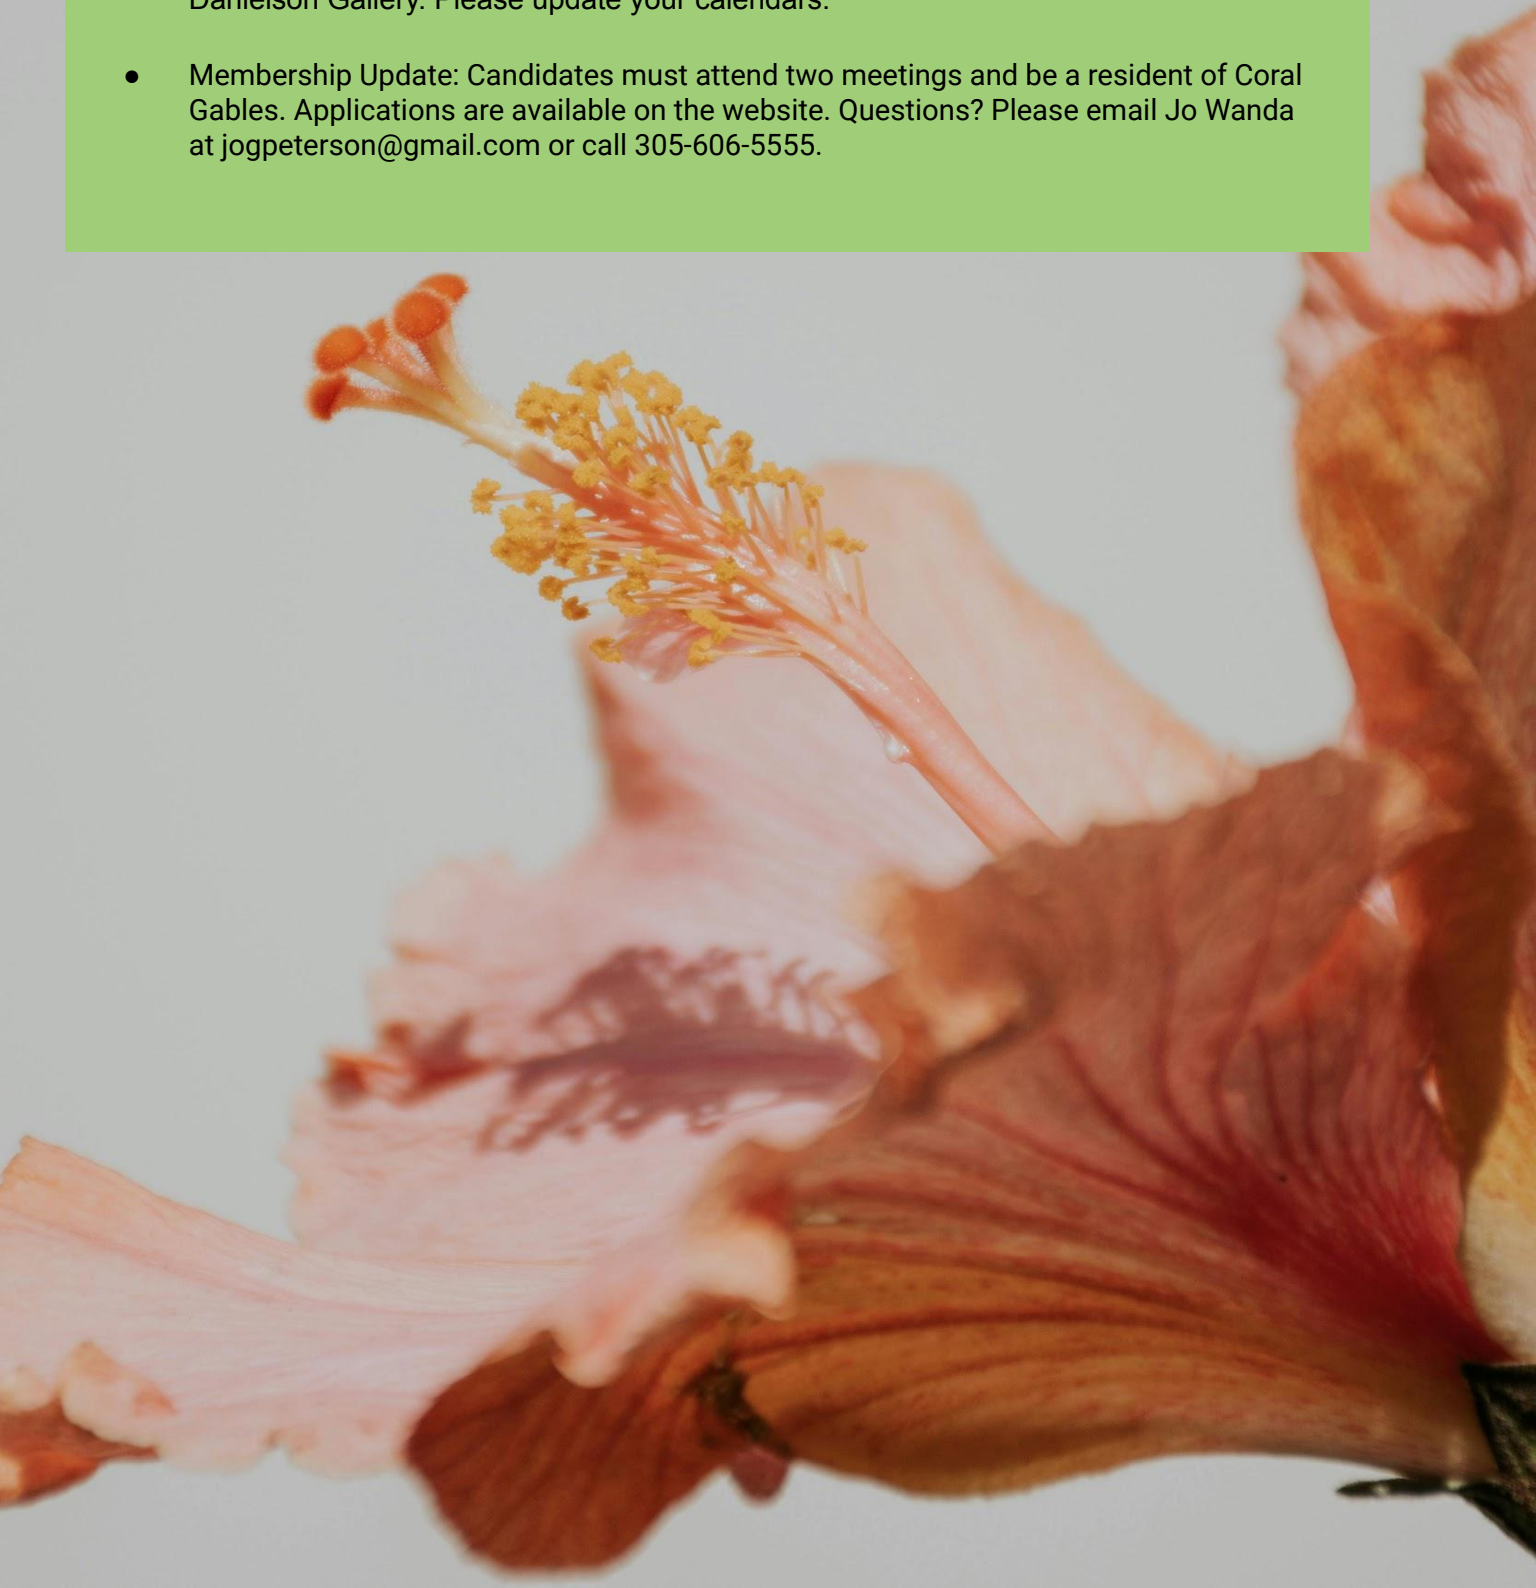 Danielson Gallery. Please update your calendars.
● Membership Update: Candidates must attend two meetings and be a resident of Coral
Gables. Applications are available on the website. Questions? Please email Jo Wanda
at jogpeterson@gmail.com or call 305-606-5555.